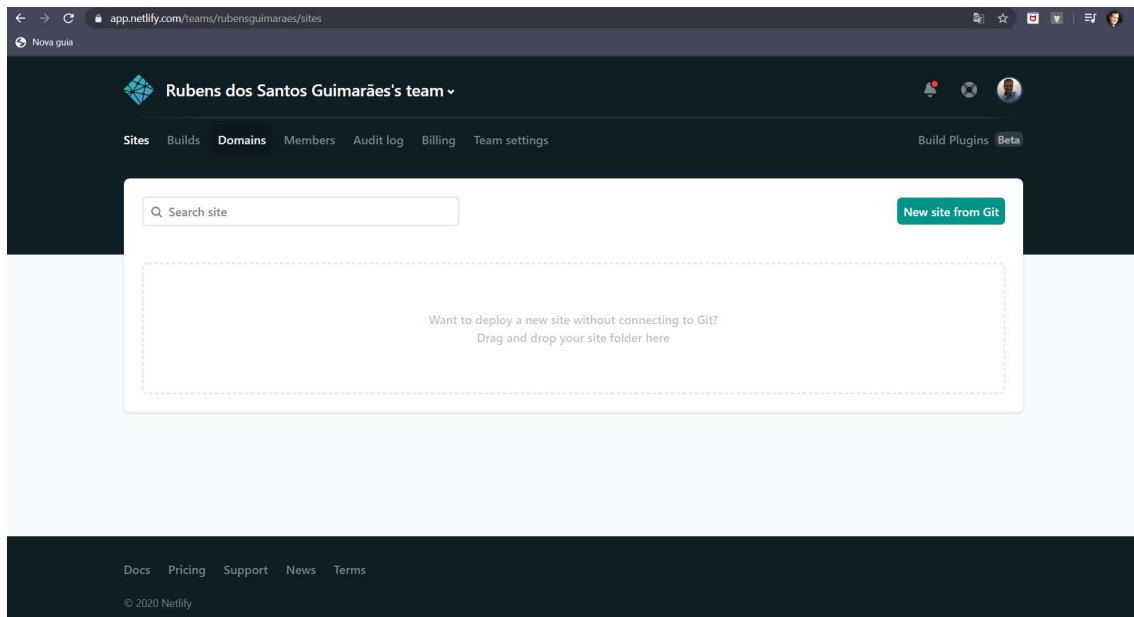 app.netlify.com/teams/rubensguimaraes/sites
Nova guia
Rubens dos Santos Guimarães's team
Sites Builds Domains Members Audit log Billing Team settings Build Plugins Beta
Search site New site from Git
Want to deploy a new site without connecting to Git?
Drag and drop your site folder here
Docs Pricing Support News Terms
© 2020 Netlify